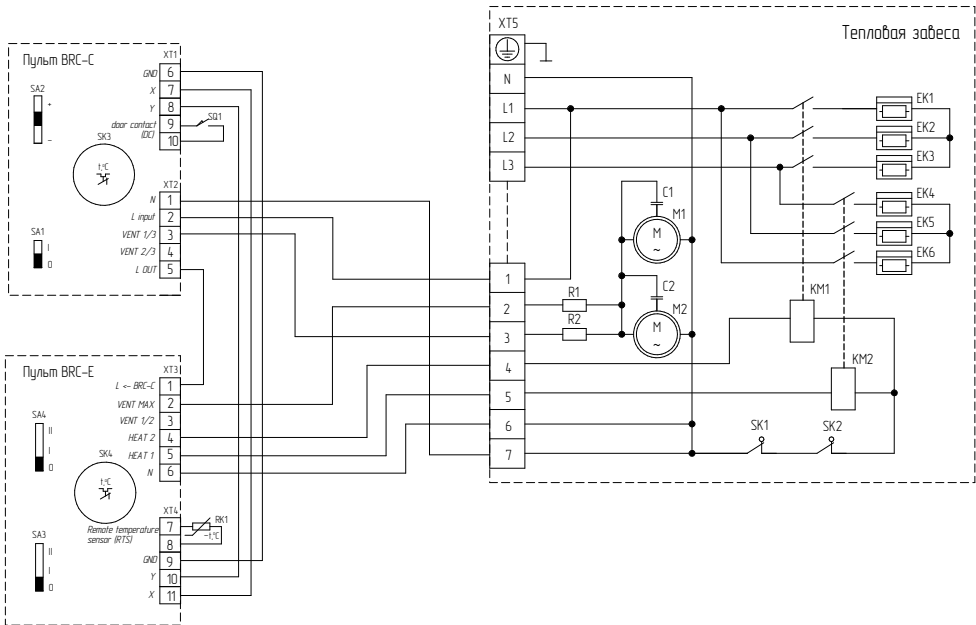 Пульт BRC-C
XT1
GND 6
X 7
Y 8
door contact 9
(DC) 10
SQ1
SA2
+
-
SK3
t,°C
XT2
N 1
L input 2
VENT 1/3 3
VENT 2/3 4
L OUT 5
SA1
I
0
Пульт BRC-E
XT3
L <- BRC-C 1
VENT MAX 2
VENT 1/2 3
HEAT 2 4
HEAT 1 5
N 6
SA4
II
I
0
SK4
t,°C
XT4
Remote temperature 7
sensor (RTS) 8
RK1
-t,°C
GND 9
Y 10
X 11
SA3
II
I
0
XT5
Тепловая завеса
N
L1
L2
L3
1
2
3
4
5
6
7
C1
M1
M
~
C2
M2
M
~
R1
R2
EK1
EK2
EK3
EK4
EK5
EK6
KM1
KM2
SK1
SK2